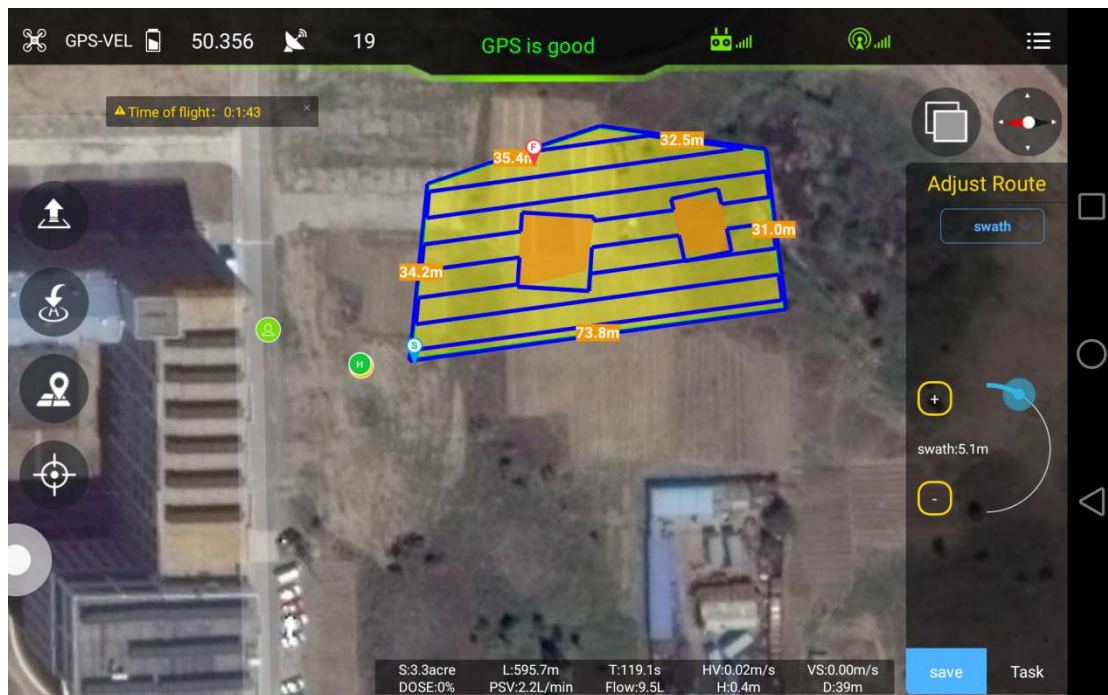 GPS-VEL 50.356 19 GPS is good
Time of flight: 0:1:43 ×
F
35.4m
32.5m
Adjust Route
swath
31.0m
34.2m
S
73.8m
H
+
swath:5.1m
-
S:3.3acre L:595.7m T:119.1s HV:0.02m/s VS:0.00m/s
DOSE:0% PSV:2.2L/min Flow:9.5L H:0.4m D:39m
save Task